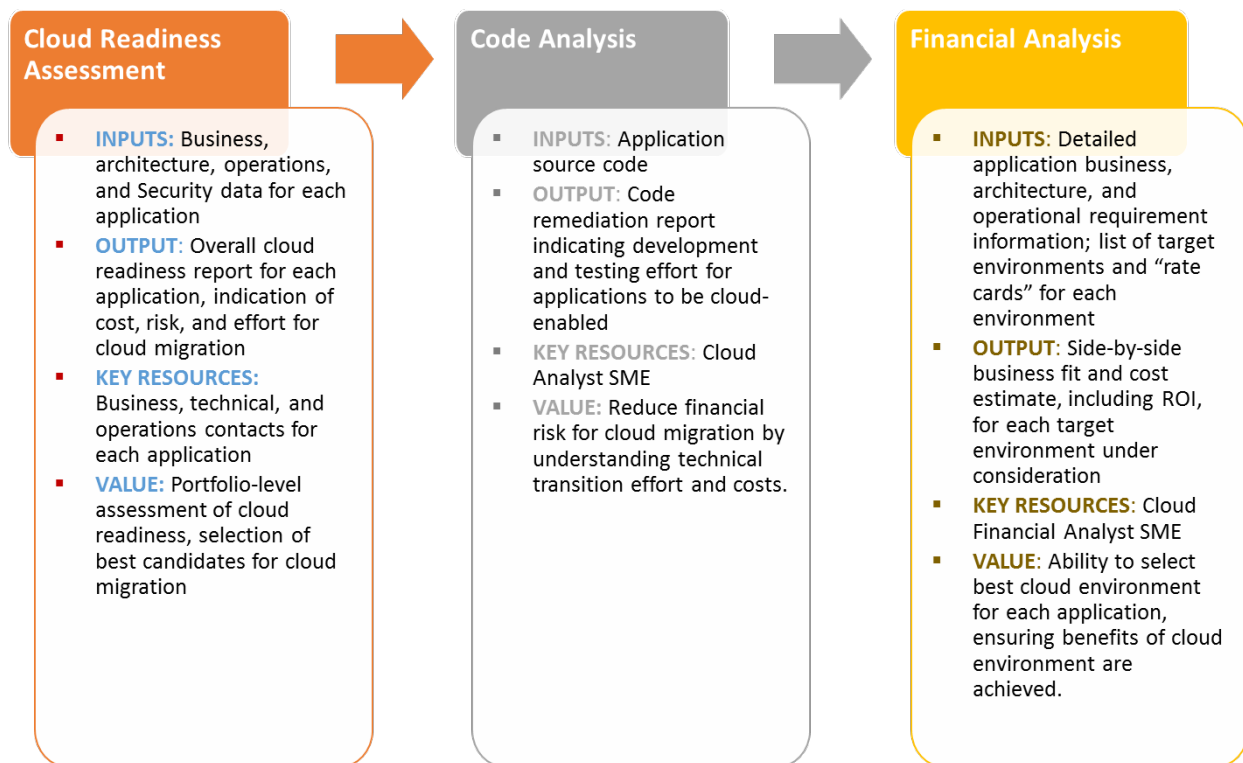 Cloud Readiness
Assessment
INPUTS: Business,
architecture, operations,
and Security data for each
application
OUTPUT: Overall cloud
readiness report for each
application, indication of
cost, risk, and effort for
cloud migration
KEY RESOURCES:
Business, technical, and
operations contacts for
each application
VALUE: Portfolio-level
assessment of cloud
readiness, selection of
best candidates for cloud
migration
Code Analysis
INPUTS: Application
source code
OUTPUT: Code
remediation report
indicating development
and testing effort for
applications to be cloud-
enabled
KEY RESOURCES: Cloud
Analyst SME
VALUE: Reduce financial
risk for cloud migration by
understanding technical
transition effort and costs.
Financial Analysis
INPUTS: Detailed
application business,
architecture, and
operational requirement
information; list of target
environments and “rate
cards” for each
environment
OUTPUT: Side-by-side
business fit and cost
estimate, including ROI,
for each target
environment under
consideration
KEY RESOURCES: Cloud
Financial Analyst SME
VALUE: Ability to select
best cloud environment
for each application,
ensuring benefits of cloud
environment are
achieved.